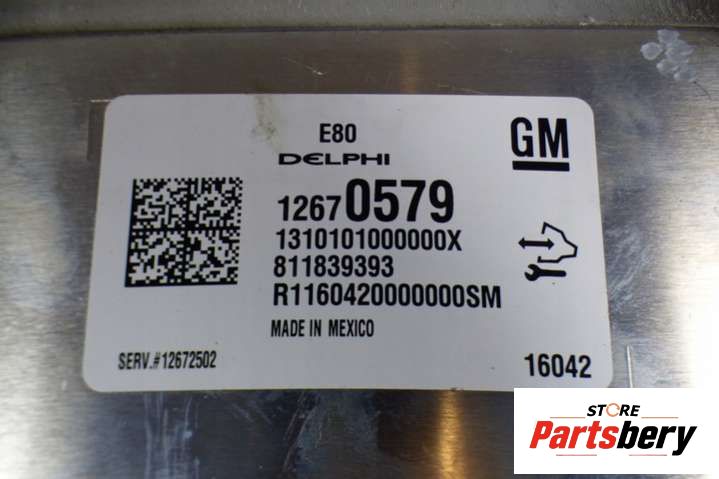 E80
GM
DELPHI
12670579
1310101000000X
811839393
R1160420000000SM
MADE IN MEXICO
SERV.#12672502
16042
STORE
Partsbery